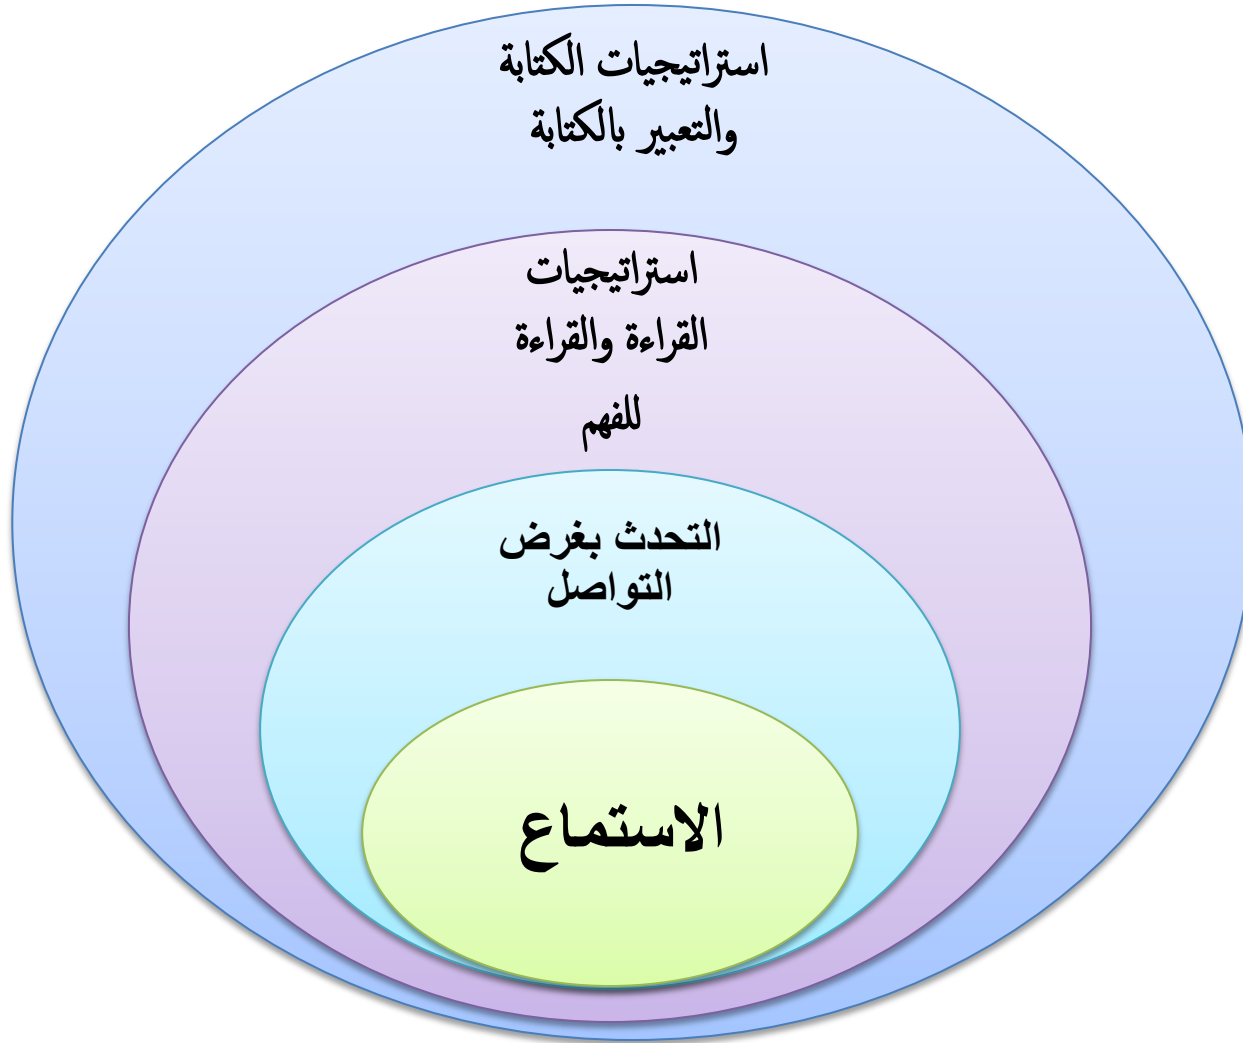 استراتيجيات الكتابة
والتعبير بالكتابة
استراتيجيات
القراءة والقراءة
للفهم
التحدث بغرض
التواصل
الاستماع